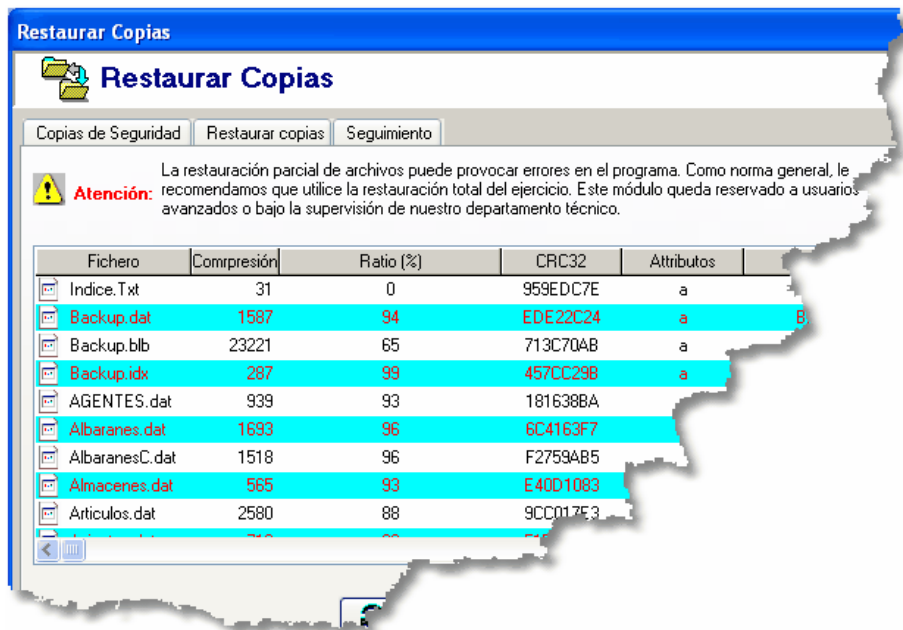 Restaurar Copias
Restaurar Copias
Copias de Seguridad Restaurar copias Seguimiento
La restauración parcial de archivos puede provocar errores en el programa. Como norma general, le
Atención: recomendamos que utilice la restauración total del ejercicio. Este módulo queda reservado a usuarios
avanzados o bajo la supervisión de nuestro departamento técnico.
Fichero Comrpresión Ratio (%) CRC32 Attributos
Indice.Txt 31 0 959EDC7E a
Backup.dat 1587 94 EDE22C24 a B
Backup.blb 23221 65 713C70AB a
Backup.idx 287 99 457CC29B a
AGENTES.dat 939 93 181638BA
Albaranes.dat 1693 96 6C4163F7
AlbaranesC.dat 1518 96 F2759AB5
Almacenes.dat 565 93 E40D1083
Articulos.dat 2580 88 9CC017E3